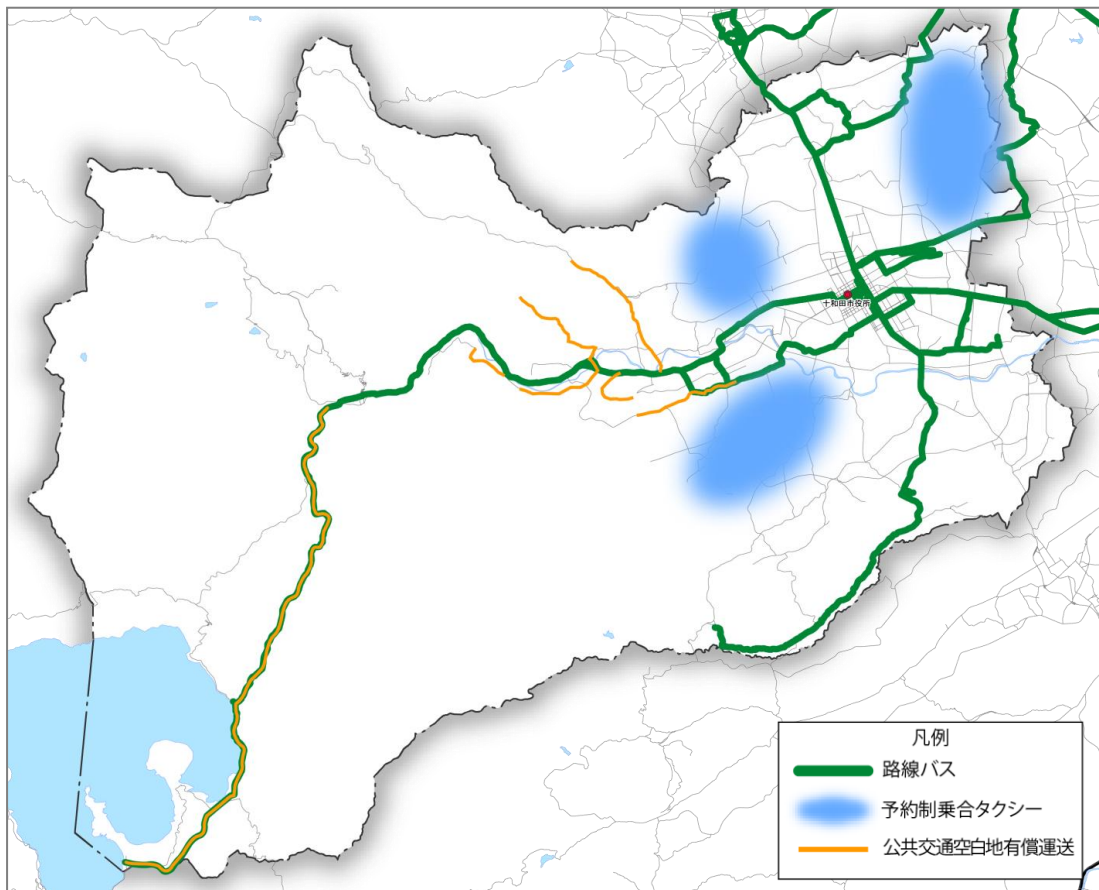 十和田市役所
凡例
路線バス
予約制乗合タクシー
公共交通空白地有償運送